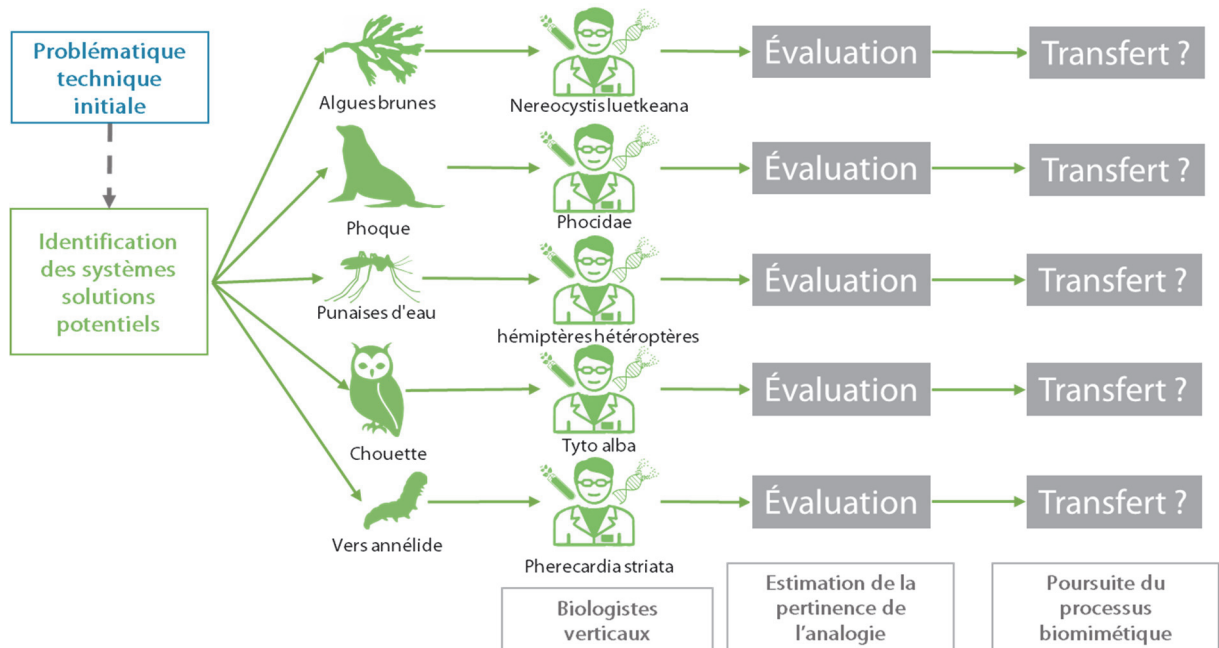 Problématique
technique
initiale
Identification
des systèmes
solutions
potentiels
Algues brunes
Nereocystis luetkeana
Évaluation
Transfert ?
Phoque
Phocidae
Évaluation
Transfert ?
Punaises d'eau
hémiptères hétéroptères
Évaluation
Transfert ?
Chouette
Tyto alba
Évaluation
Transfert ?
Vers annélide
Pherecardia striata
Évaluation
Transfert ?
Biologistes
verticaux
Estimation de la
pertinence de
l'analogie
Poursuite du
processus
biomimétique